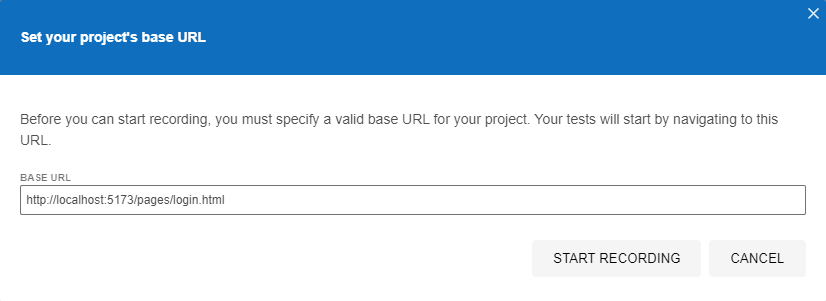 Set your project's base URL
Before you can start recording, you must specify a valid base URL for your project. Your tests will start by navigating to this
URL.
BASE URL
http://localhost:5173/pages/login.html
START RECORDING
CANCEL